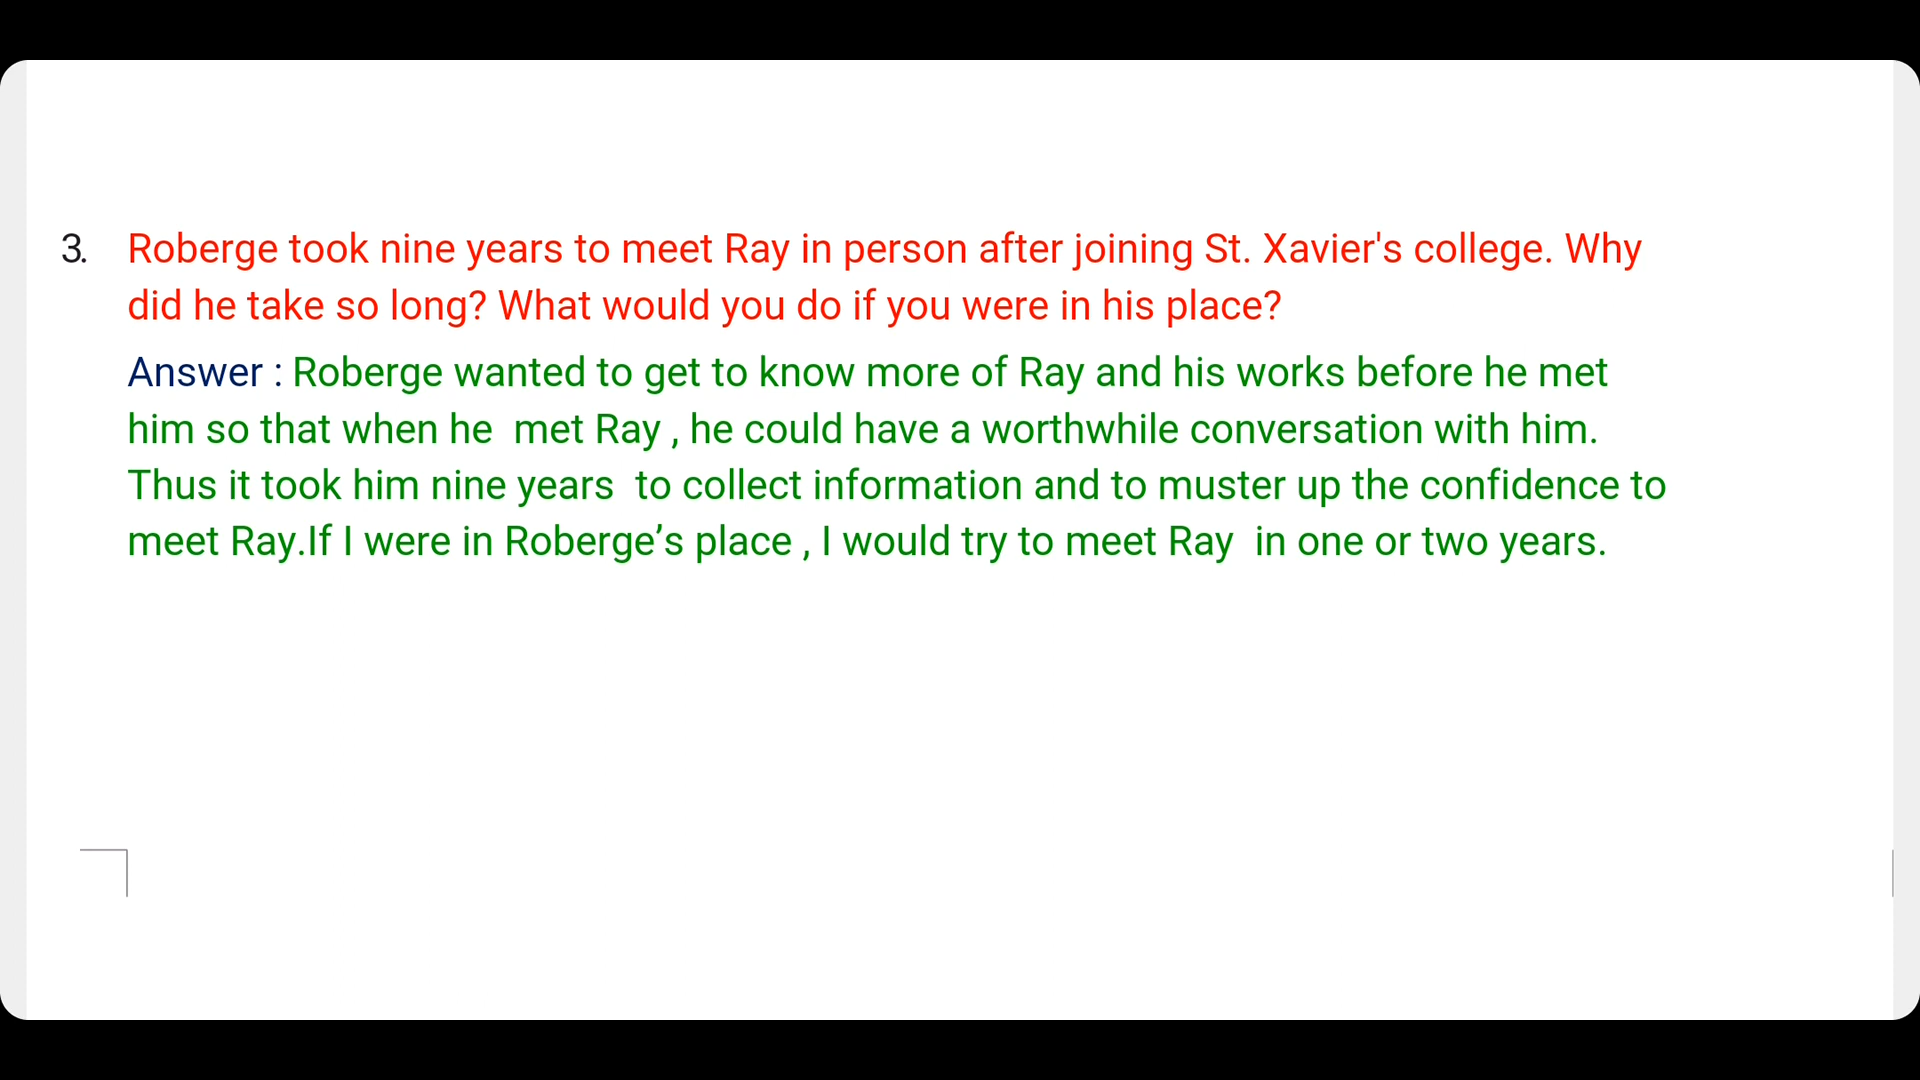 3. Roberge took nine years to meet Ray in person after joining St. Xavier's college. Why
did he take so long? What would you do if you were in his place?
Answer : Roberge wanted to get to know more of Ray and his works before he met
him so that when he  met Ray , he could have a worthwhile conversation with him.
Thus it took him nine years  to collect information and to muster up the confidence to
meet Ray.If I were in Roberge’s place , I would try to meet Ray  in one or two years.